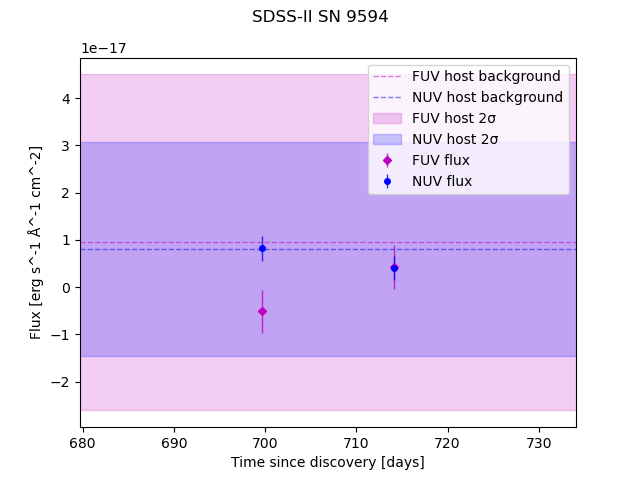 SDSS-II SN 9594
1e−17
FUV host background
NUV host background
FUV host 2σ
NUV host 2σ
FUV flux
NUV flux
4
3
2
1
0
−1
−2
Flux [erg s^-1 Å^-1 cm^-2]
680 690 700 710 720 730
Time since discovery [days]